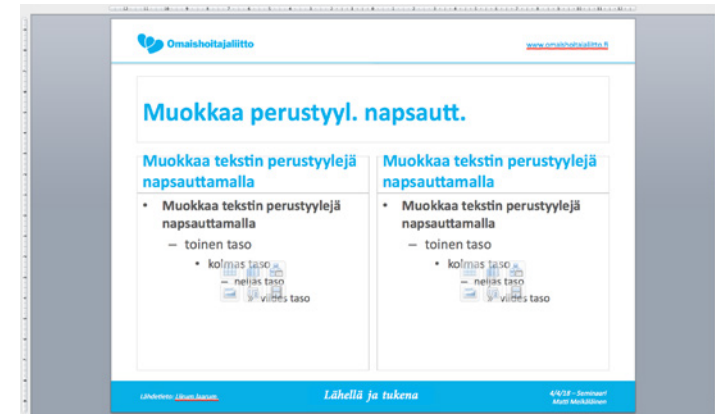 Omaishoitajaliitto
www.omaishoitajaliitto.fi
Muokkaa perustyyl. napsautt.
Muokkaa tekstin perustyylejä
napsauttamalla
• Muokkaa tekstin perustyylejä
napsauttamalla
– toinen taso
• kolmas taso
– neljäs taso
» viides taso
Muokkaa tekstin perustyylejä
napsauttamalla
• Muokkaa tekstin perustyylejä
napsauttamalla
– toinen taso
• kolmas taso
– neljäs taso
» viides taso
Lähdetieto: Lipsum Ipsum
Lähellä ja tukena
4/4/18 – Seminaari
Matti Meikäläinen